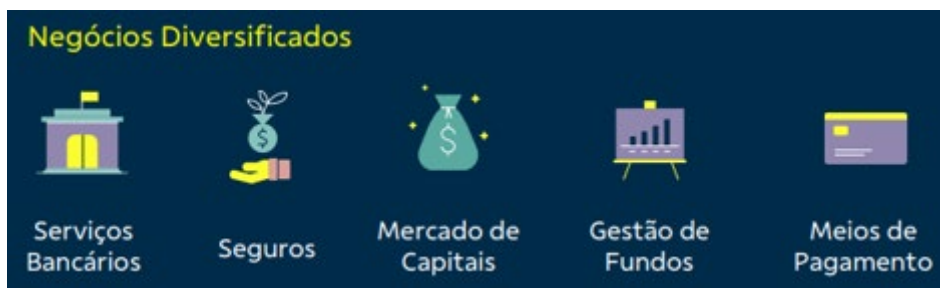 Negócios Diversificados
$
$
Serviços
Bancários
Seguros
Mercado de
Capitais
Gestão de
Fundos
Meios de
Pagamento